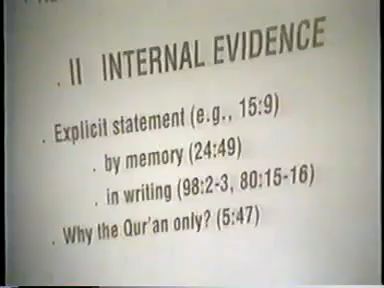 . II INTERNAL EVIDENCE
. Explicit statement (e.g., 15:9)
. by memory (24:49)
. in writing (98:2-3, 80:15-16)
. Why the Qur'an only? (5:47)